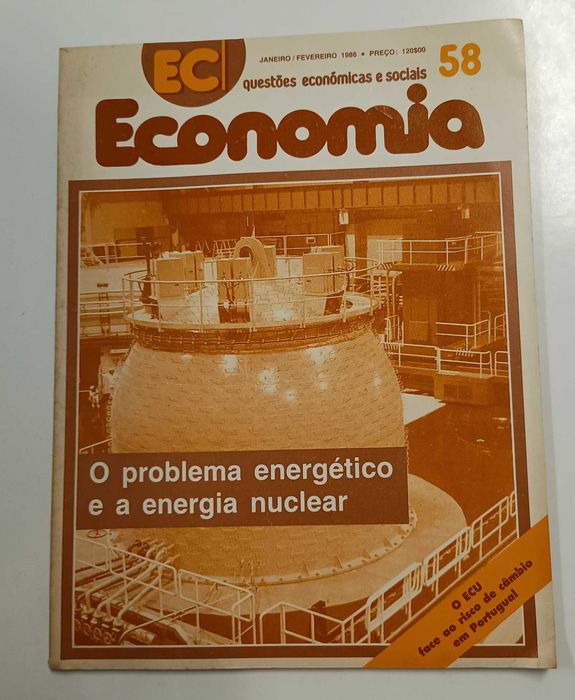 EC
JANEIRO / FEVEREIRO 1986 • PREÇO: 120$00
questões económicas e sociais 58
Economia
O problema energético
e a energia nuclear
O ECU
face ao risco de câmbio
em Portugual